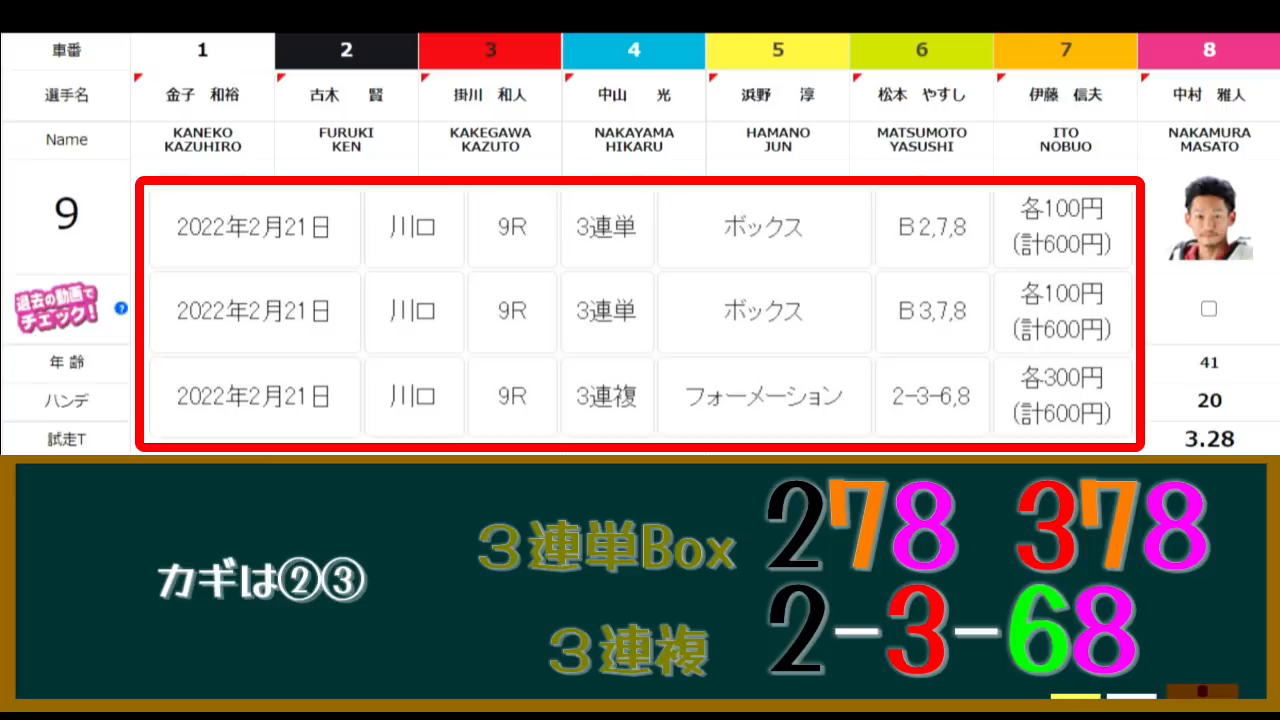 車番 1 2 3 4 5 6 7 8
選手名 金子 和裕 古木 賢 掛川 和人 中山 光 浜野 淳 松本 やすし 伊藤 信夫 中村 雅人
Name KANEKO KAZUHIRO FURUKI KEN KAKEGAWA KAZUTO NAKAYAMA HIKARU HAMANO JUN MATSUMOTO YASUSHI ITO NOBUO NAKAMURA MASATO
9
2022年2月21日 川口 9R 3連単 ボックス B 2,7,8 各100円 (計600円)
2022年2月21日 川口 9R 3連単 ボックス B 3,7,8 各100円 (計600円)
2022年2月21日 川口 9R 3連複 フォーメーション 2-3-6,8 各300円 (計600円)
過去の動画で
チェック!
?
年 齢 41
ハンデ 20
試走T 3.28
カギは②③
３連単Box 278 378
３連複 2-3-68